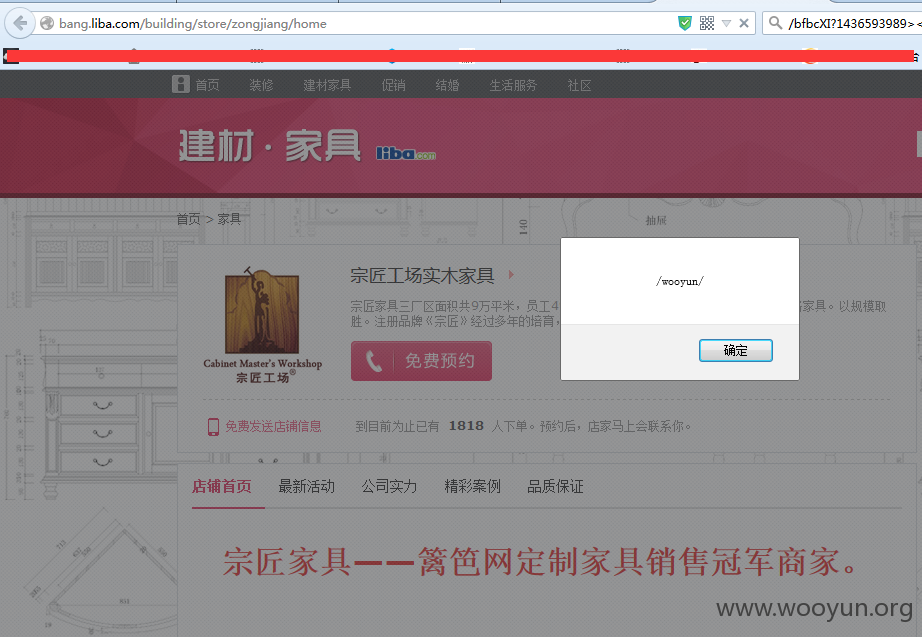 bang.liba.com/building/store/zongjiang/home
/bfbcXI?1436593989><
首页 装修 建材家具 促销 结婚 生活服务 社区
建材·家具 liba.com
首页 > 家具
140
抽屉
宗匠工场实木家具
宗匠家具三厂区面积共9万平米，员工4
家具。以规模取
胜。注册品牌《宗匠》经过多年的培育，
Cabinet Master's Workshop
宗匠工场®
免费预约
/wooyun/
确定
免费发送店铺信息 到目前为止已有 1818 人下单。预约后，店家马上会联系你。
店铺首页 最新活动 公司实力 精彩案例 品质保证
宗匠家具——篱笆网定制家具销售冠军商家。
www.wooyun.org